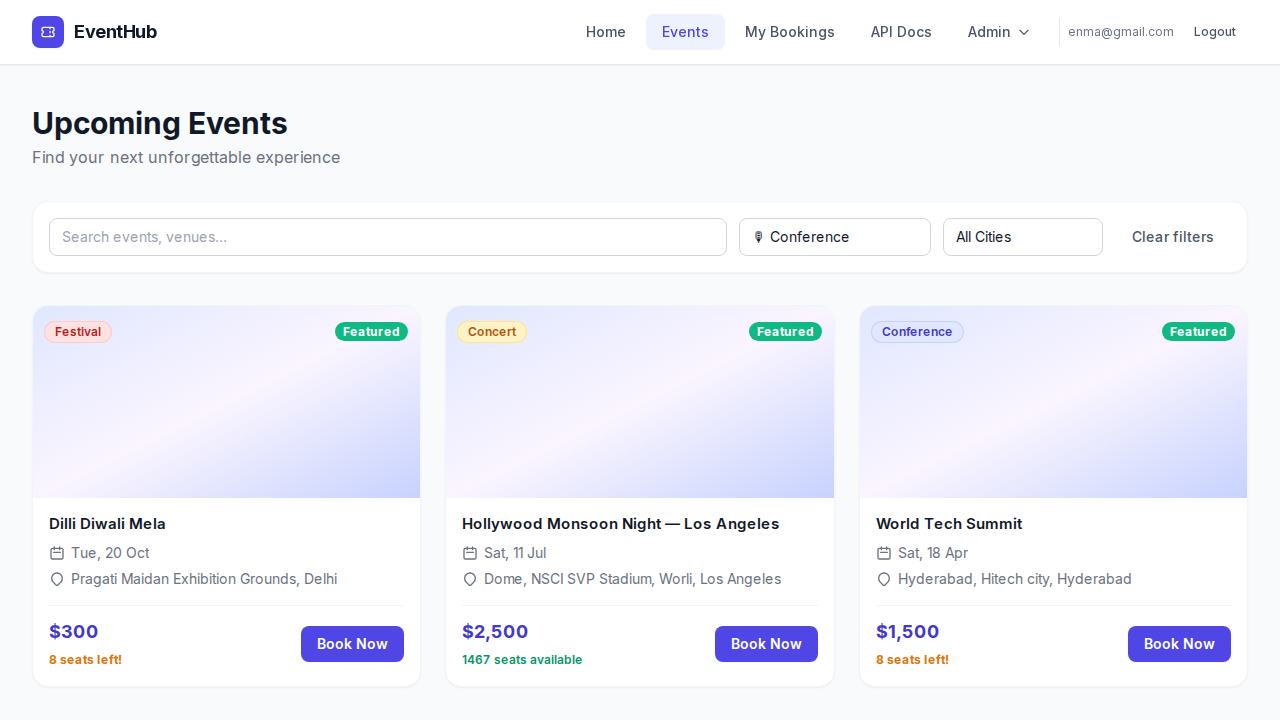 EventHub
Home
Events
My Bookings
API Docs
Admin
enma@gmail.com
Logout
Upcoming Events
Find your next unforgettable experience
Search events, venues...
🎙 Conference
All Cities
Clear filters
Festival
Featured
Dilli Diwali Mela
Tue, 20 Oct
Pragati Maidan Exhibition Grounds, Delhi
$300
8 seats left!
Book Now
Concert
Featured
Hollywood Monsoon Night — Los Angeles
Sat, 11 Jul
Dome, NSCI SVP Stadium, Worli, Los Angeles
$2,500
1467 seats available
Book Now
Conference
Featured
World Tech Summit
Sat, 18 Apr
Hyderabad, Hitech city, Hyderabad
$1,500
8 seats left!
Book Now